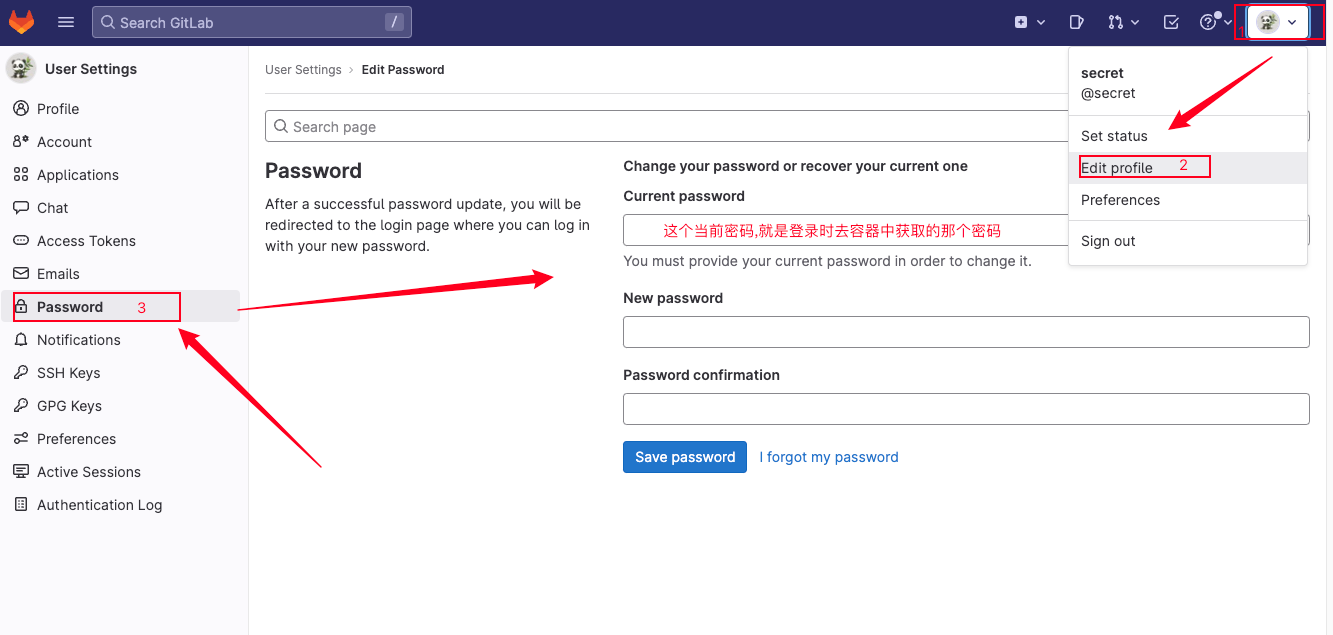 Search GitLab
/
1
User Settings
Profile
Account
Applications
Chat
Access Tokens
Emails
Password 3
Notifications
SSH Keys
GPG Keys
Preferences
Active Sessions
Authentication Log
User Settings › Edit Password
Search page
Password
After a successful password update, you will be
redirected to the login page where you can log in
with your new password.
Change your password or recover your current one
Current password
这个当前密码,就是登录时去容器中获取的那个密码
You must provide your current password in order to change it.
New password
Password confirmation
Save password
I forgot my password
secret
@secret
Set status
Edit profile 2
Preferences
Sign out